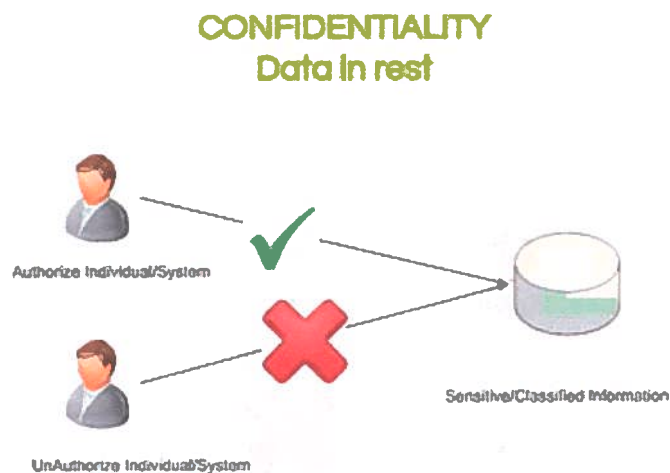 CONFIDENTIALITY
Data in rest
Authorize Individual/System
Sensitive/Classified Information
UnAuthorize Individual/System